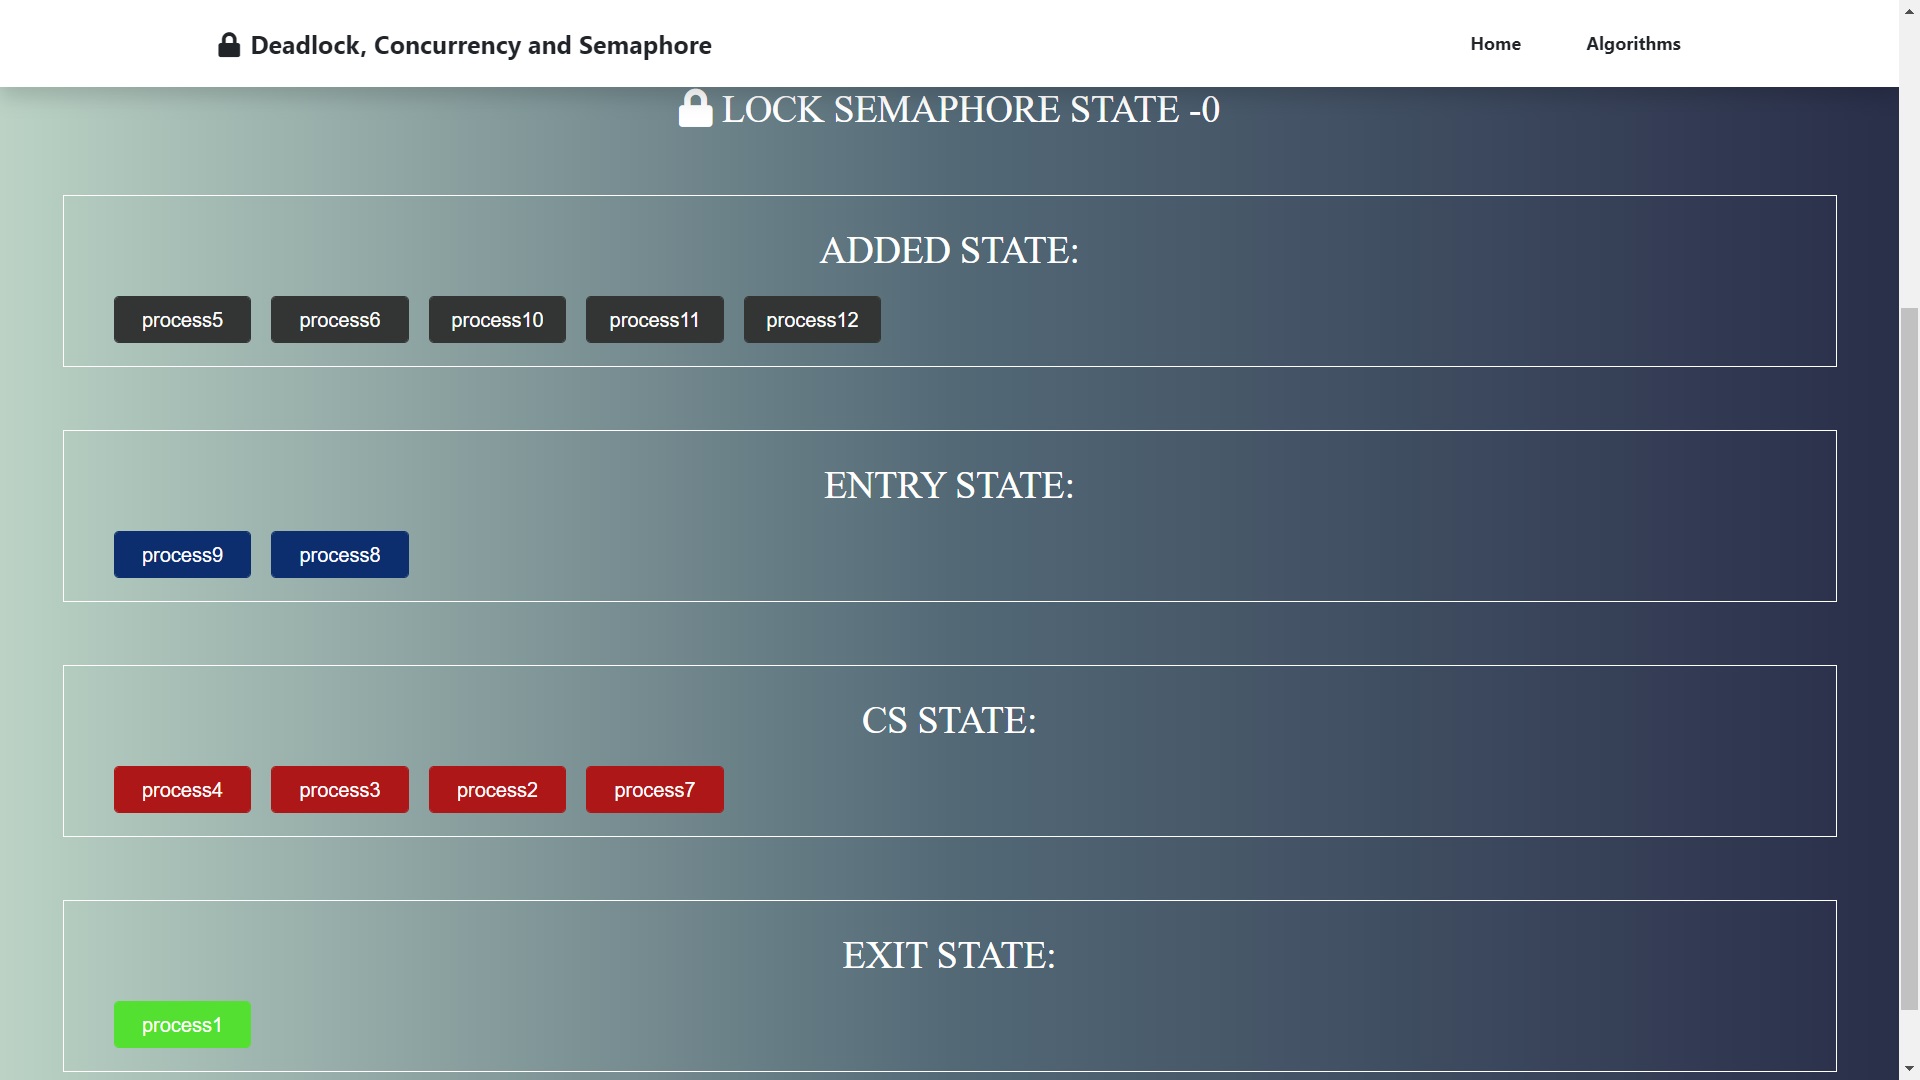 Deadlock, Concurrency and Semaphore
Home Algorithms
LOCK SEMAPHORE STATE -0
ADDED STATE:
process5 process6 process10 process11 process12
ENTRY STATE:
process9 process8
CS STATE:
process4 process3 process2 process7
EXIT STATE:
process1